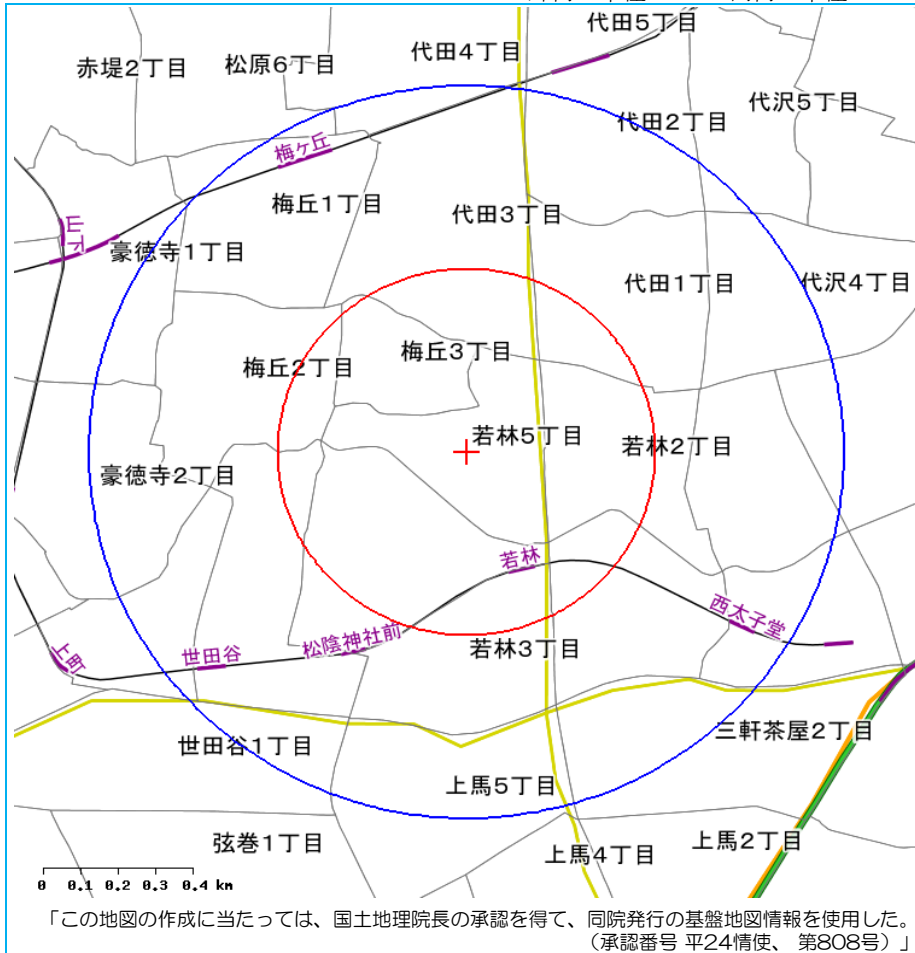 代田5丁目
代田4丁目
松原6丁目
赤堤2丁目
代沢5丁目
代田2丁目
梅ヶ丘
梅丘1丁目
代田3丁目
山下
豪徳寺1丁目
代田1丁目
代沢4丁目
梅丘3丁目
梅丘2丁目
若林5丁目
若林2丁目
豪徳寺2丁目
若林
西太子堂
松陰神社前
若林3丁目
世田谷
上町
三軒茶屋2丁目
世田谷1丁目
上馬5丁目
弦巻1丁目
上馬2丁目
上馬4丁目
0 0.1 0.2 0.3 0.4 km
「この地図の作成に当たっては、国土地理院長の承認を得て、同院発行の基盤地図情報を使用した。
（承認番号 平24情使、 第808号）」